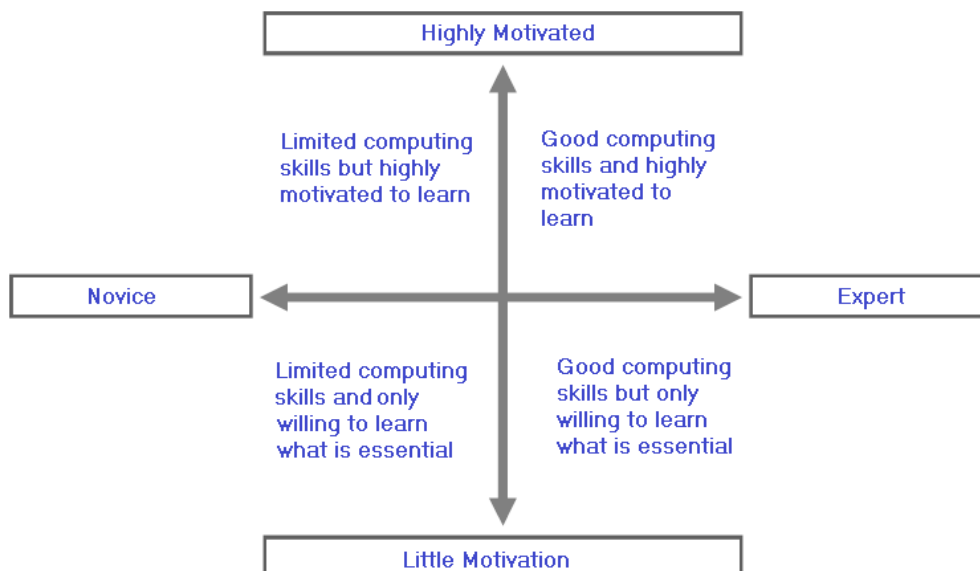 Highly Motivated
Limited computing
skills but highly
motivated to learn
Good computing
skills and highly
motivated to
learn
Novice
Expert
Limited computing
skills and only
willing to learn
what is essential
Good computing
skills but only
willing to learn
what is essential
Little Motivation